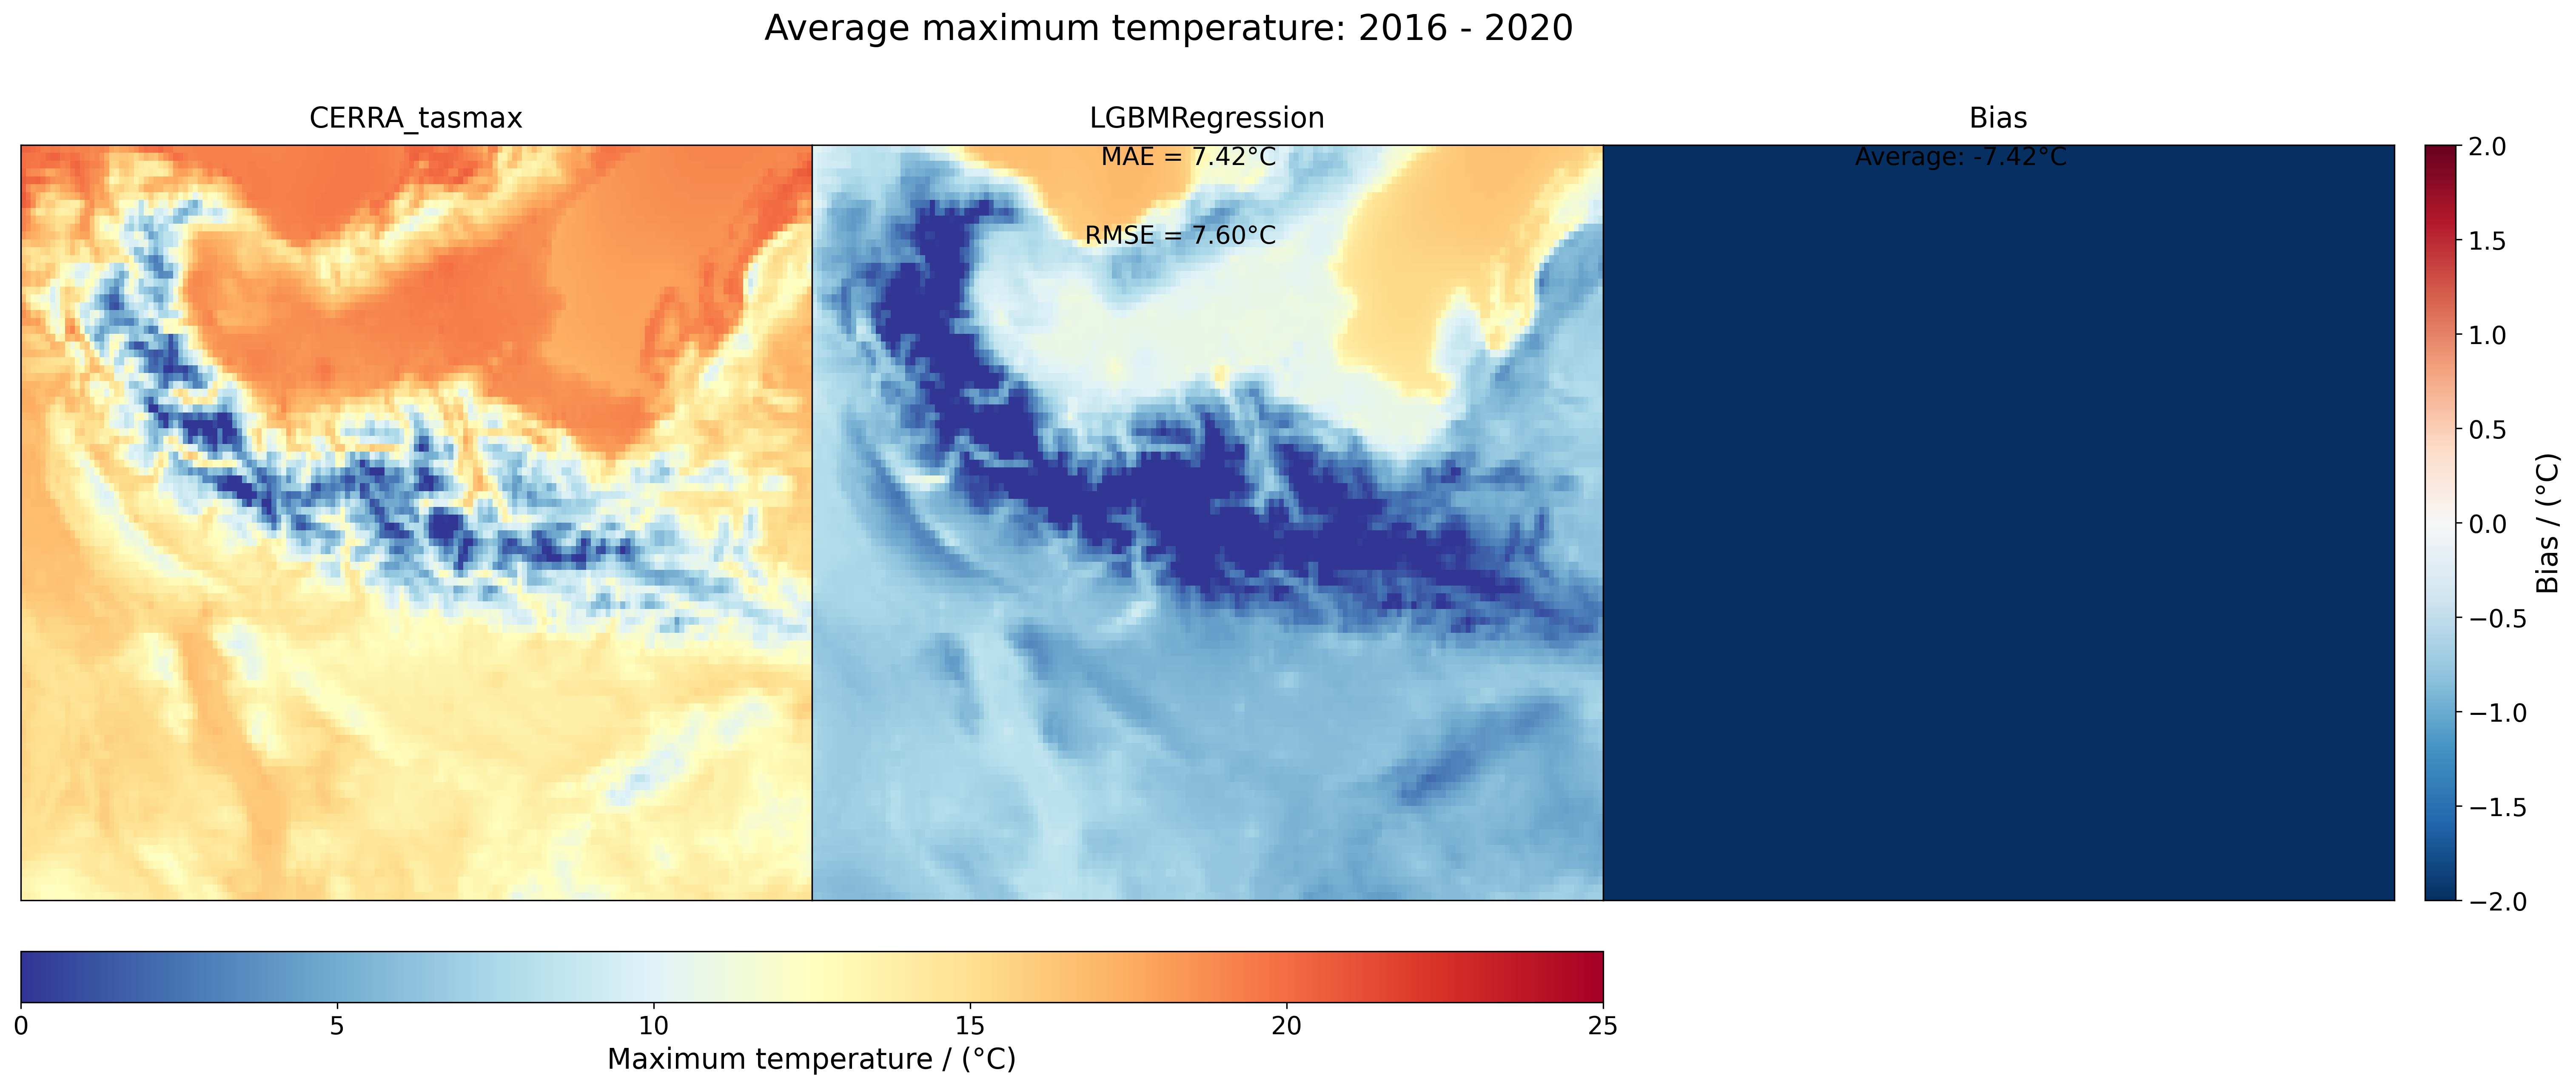 Average maximum temperature: 2016 - 2020
CERRA_tasmax
LGBMRegression
Bias
MAE = 7.42°C
RMSE = 7.60°C
Average: -7.42°C
2.0
1.5
1.0
0.5
0.0
−0.5
−1.0
−1.5
−2.0
Bias / (°C)
0
5
10
15
20
25
Maximum temperature / (°C)